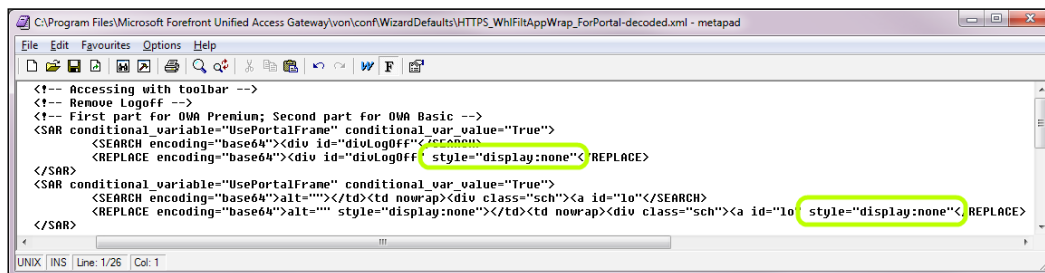 C:\Program Files\Microsoft Forefront Unified Access Gateway\von\conf\WizardDefaults\HTTPS_WhlFiltAppWrap_ForPortal-decoded.xml - metapad
File Edit Favourites Options Help
<!-- Accessing with toolbar -->
<!-- Remove Logoff -->
<!-- First part for OWA Premium; Second part for OWA Basic -->
<SAR conditional_variable="UsePortalFrame" conditional_var_value="True">
<SEARCH encoding="base64"><div id="divLogOff"</SEARCH>
<REPLACE encoding="base64"><div id="divLogOff" style="display:none"</REPLACE>
</SAR>
<SAR conditional_variable="UsePortalFrame" conditional_var_value="True">
<SEARCH encoding="base64">alt=""></td><td nowrap><div class="sch"><a id="lo"</SEARCH>
<REPLACE encoding="base64">alt="" style="display:none"></td><td nowrap><div class="sch"><a id="lo" style="display:none"</REPLACE>
</SAR>
UNIX INS Line: 1/26 Col: 1